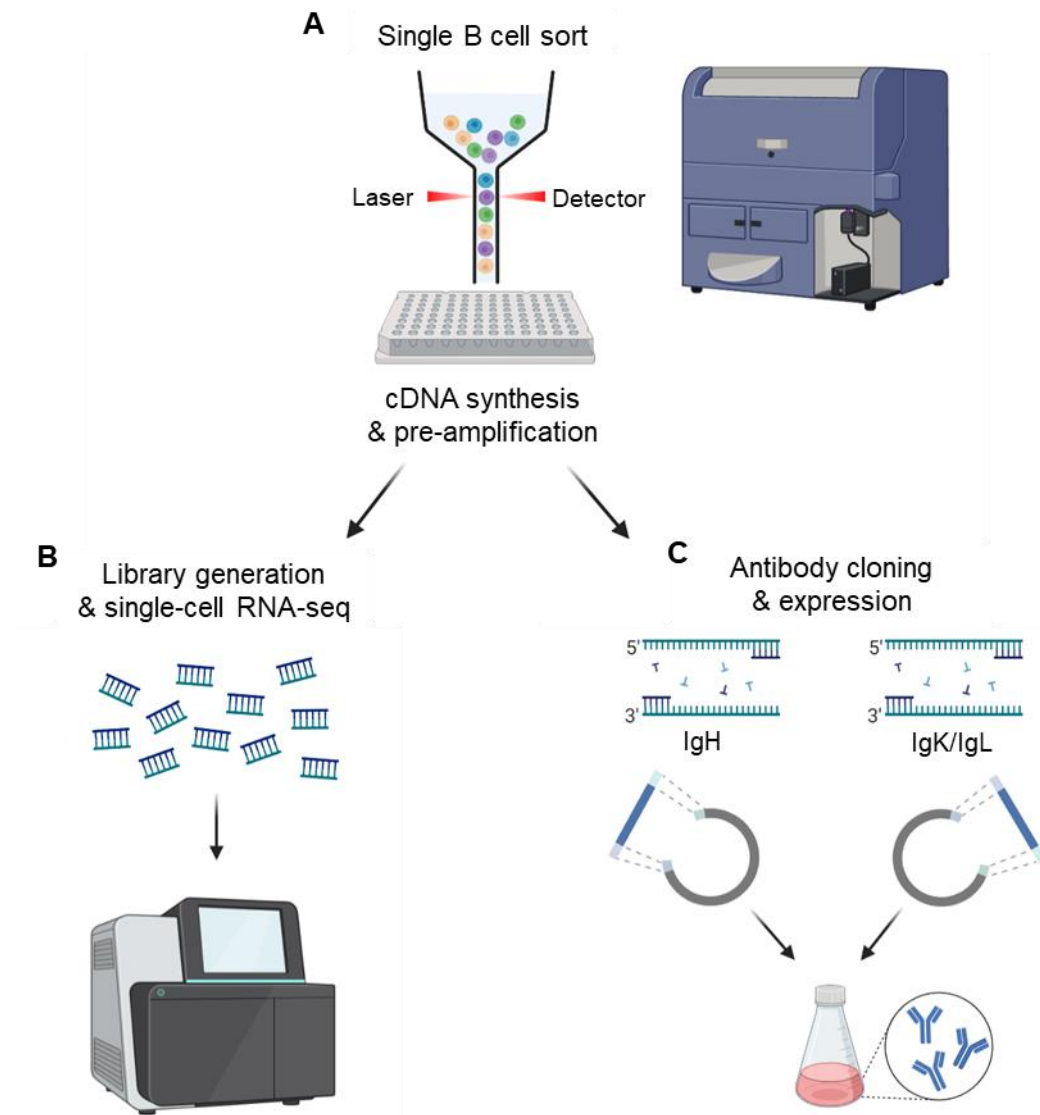 A
Single B cell sort
Laser
Detector
cDNA synthesis
& pre-amplification
B
Library generation
& single-cell RNA-seq
C
Antibody cloning
& expression
5'
3'
IgH
5'
3'
IgK/IgL